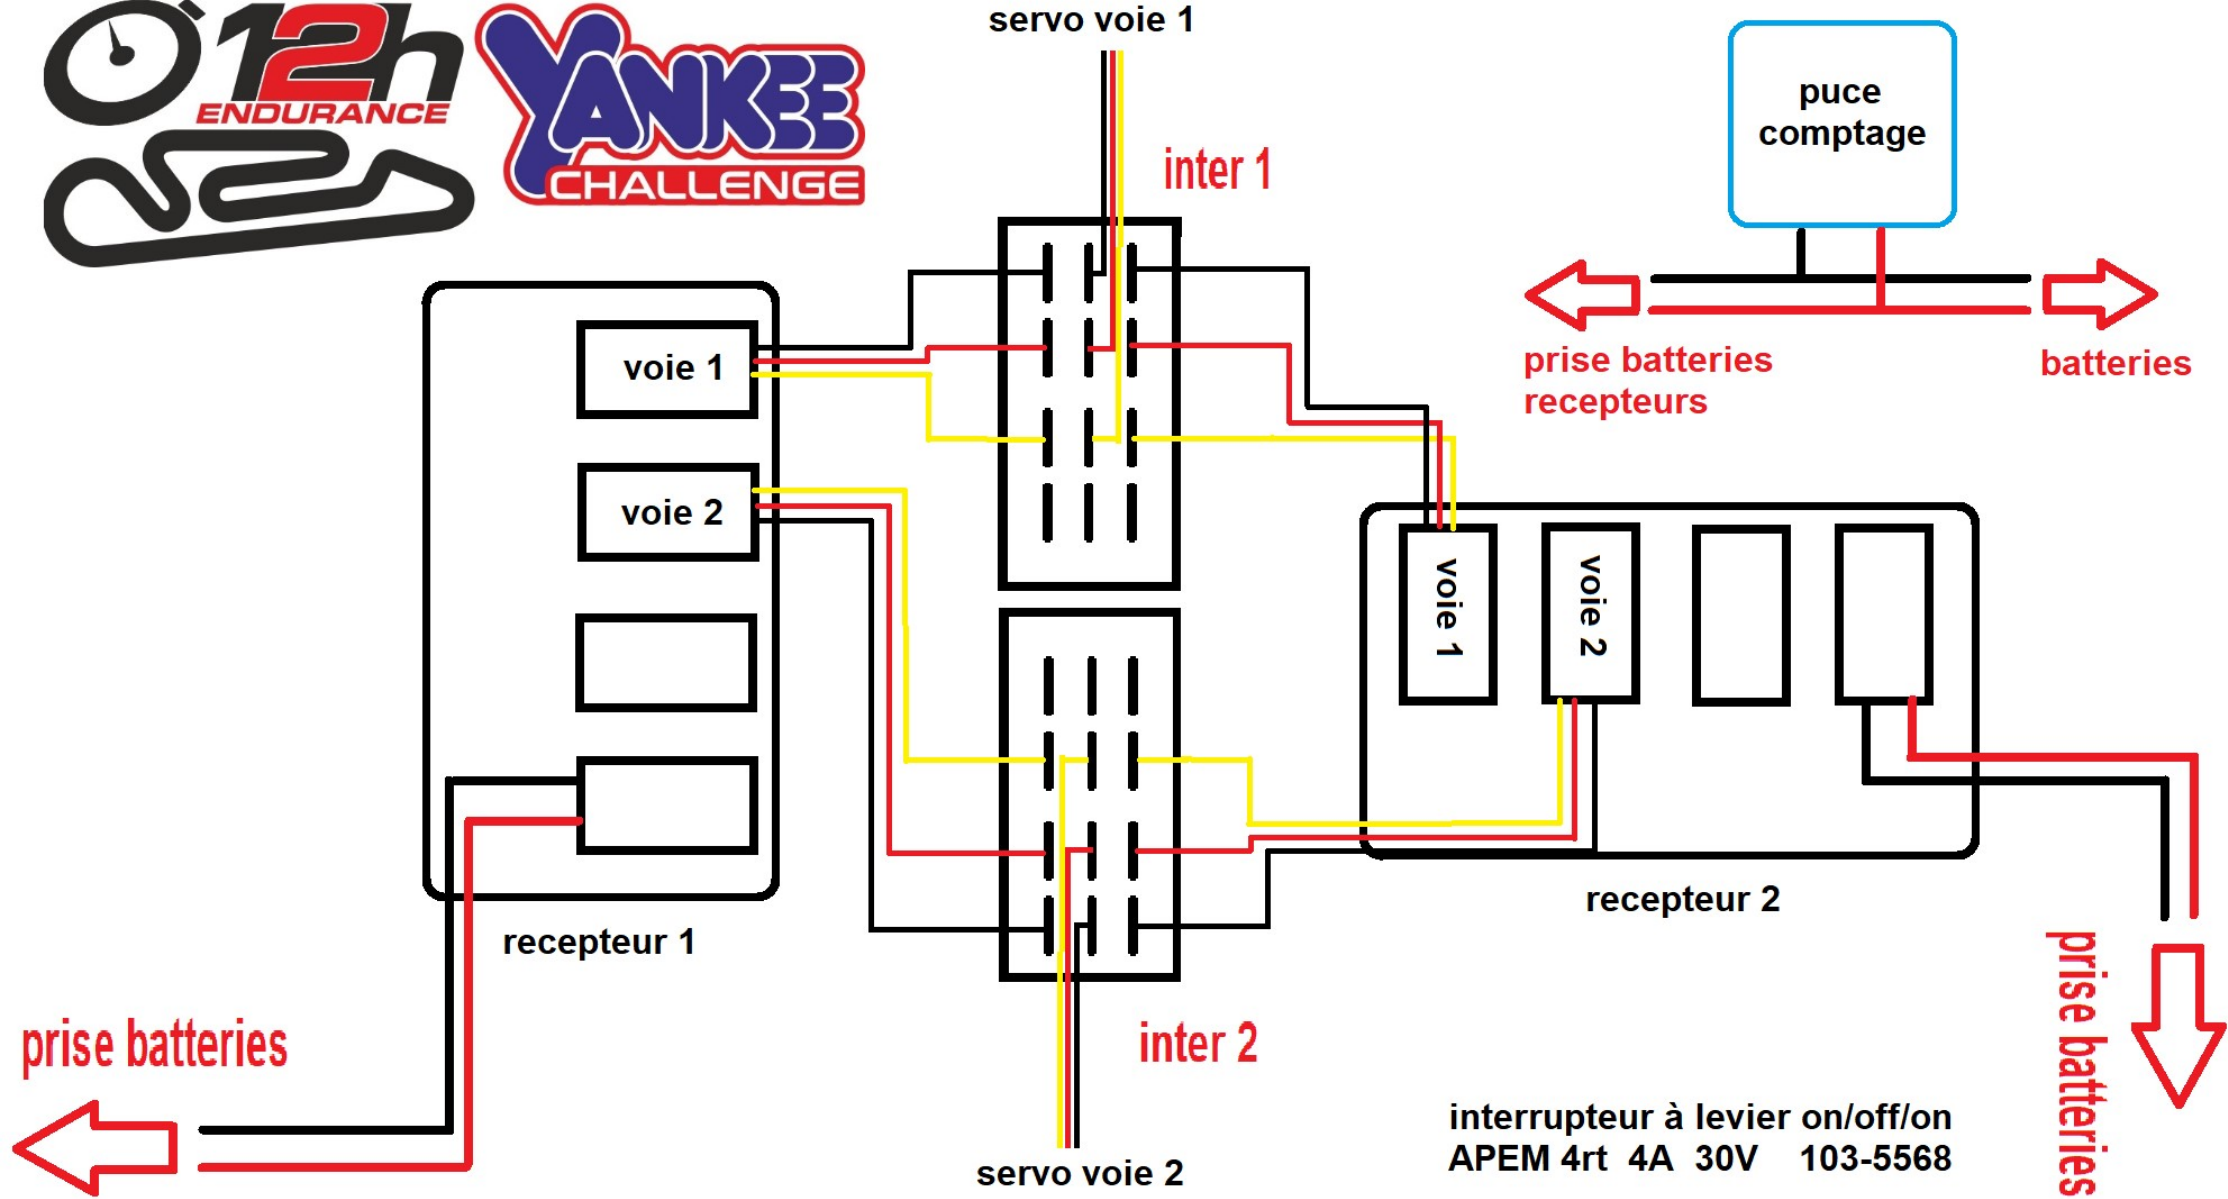 12h
ENDURANCE
YANKEE
CHALLENGE
servo voie 1
inter 1
puce
comptage
prise batteries
recepteurs
batteries
voie 1
voie 2
recepteur 1
voie 1
voie 2
recepteur 2
prise batteries
inter 2
servo voie 2
prise batteries
interrupteur à levier on/off/on
APEM 4rt 4A 30V 103-5568